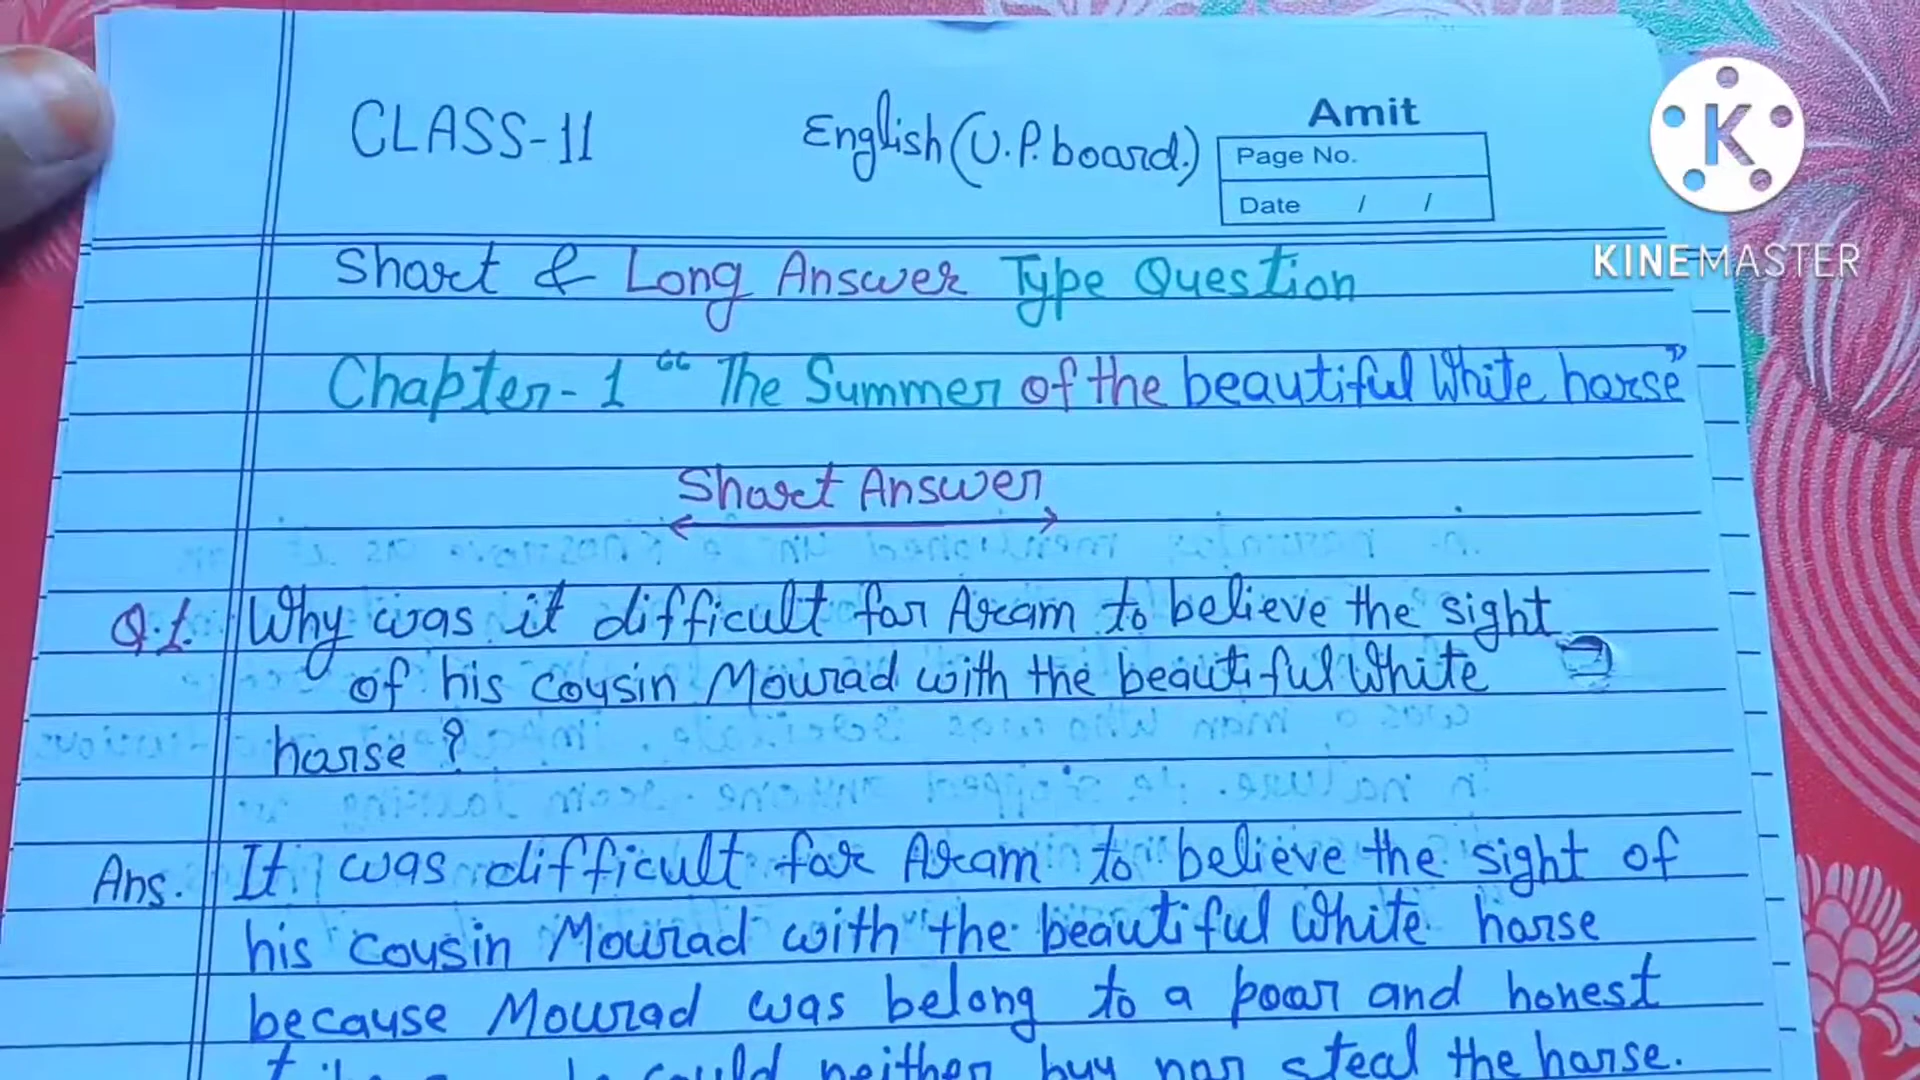 CLASS-11 English (U.P. board.)
Amit
Page No.
Date / /
KINEMASTER
Short & Long Answer Type Question
Chapter-1 “The Summer of the beautiful White horse”
Short Answer
Q.1. Why was it difficult for Aram to believe the sight
of his cousin Mourad with the beautiful White
horse ?
Ans. It was difficult for Aram to believe the sight of
his cousin Mourad with the beautiful White horse
because Mourad was belong to a poor and honest
could neither buy nor steal the horse.